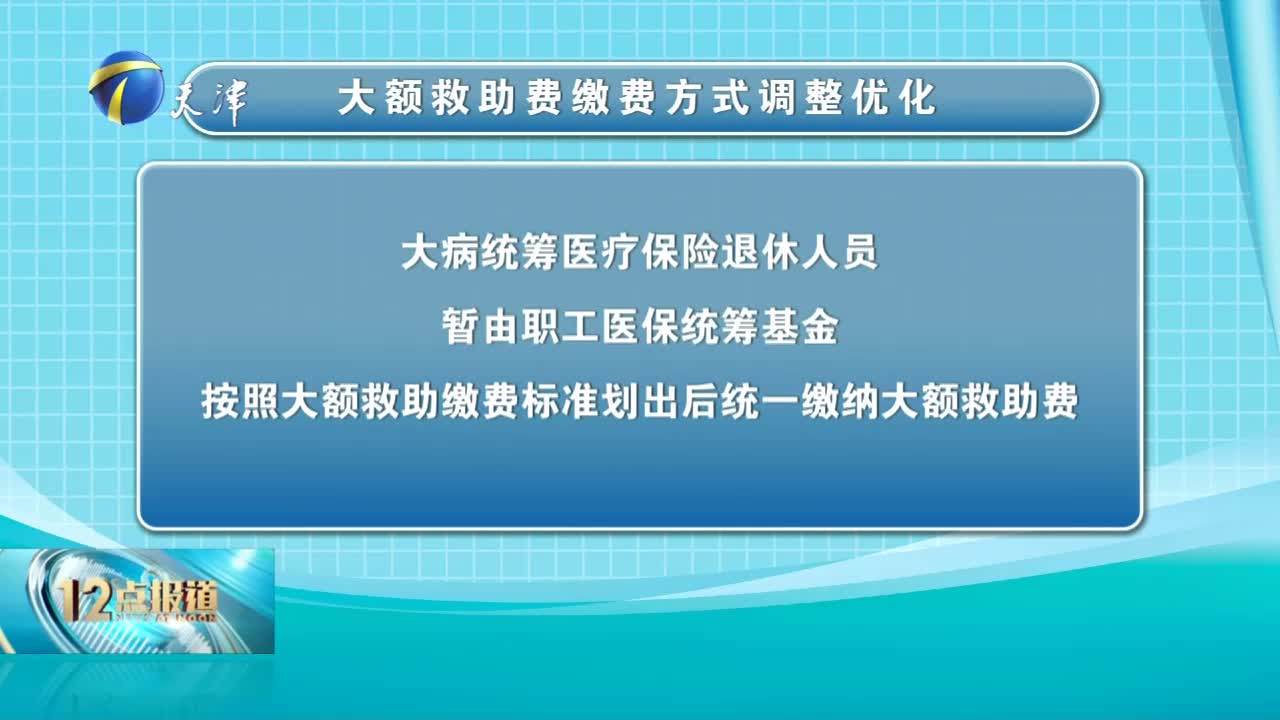 天津
大额救助费缴费方式调整优化
大病统筹医疗保险退休人员
暂由职工医保统筹基金
按照大额救助缴费标准划出后统一缴纳大额救助费
12点报道